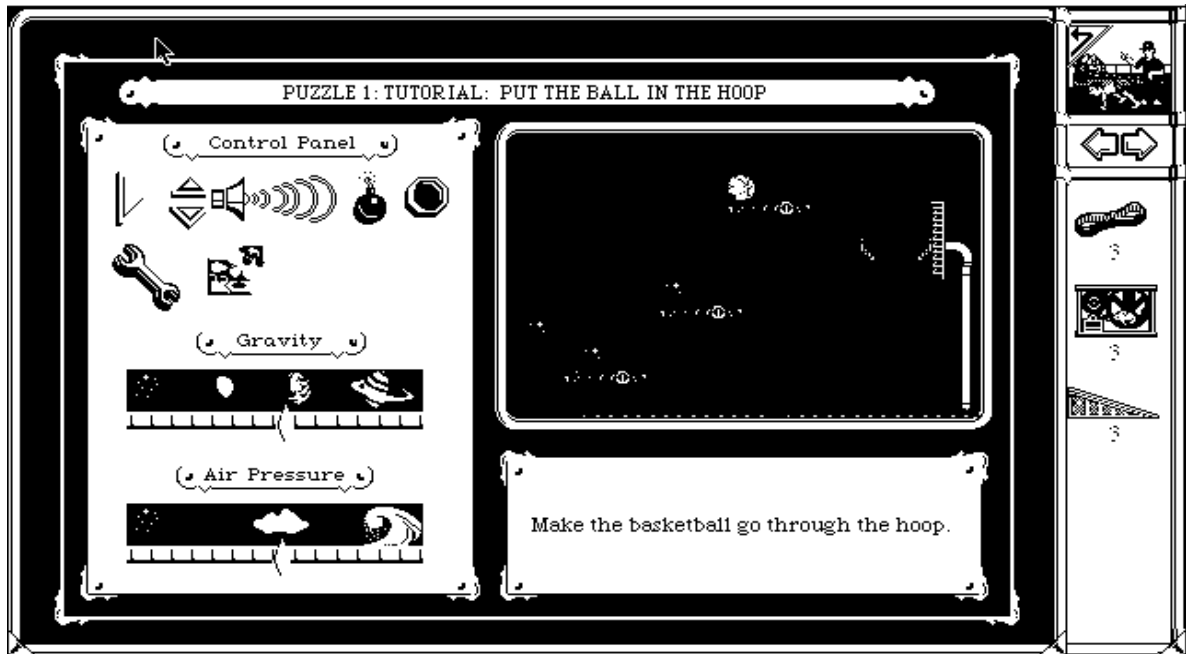 PUZZLE 1: TUTORIAL: PUT THE BALL IN THE HOOP
Control Panel
Gravity
Air Pressure
Make the basketball go through the hoop.
3
3
3